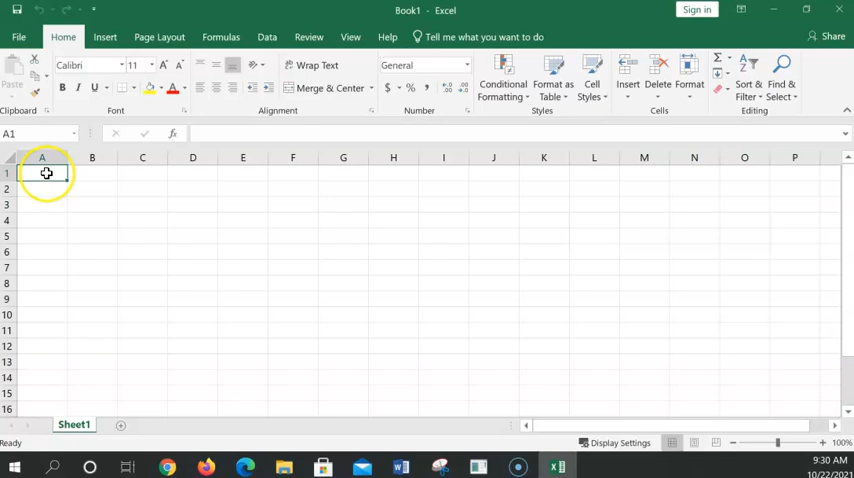 Book1 - Excel
Sign in
File Home Insert Page Layout Formulas Data Review View Help Tell me what you want to do Share
Paste
Calibri 11
B I U
A A
Wrap Text
Merge & Center
General
$ % ,
Conditional Formatting
Format as Table
Cell Styles
Insert
Delete
Format
Sort & Filter
Find & Select
Clipboard Font Alignment Number Styles Cells Editing
A1 fx
A B C D E F G H I J K L M N O P
1
2
3
4
5
6
7
8
9
10
11
12
13
14
15
16
Sheet1
Ready Display Settings 100%
9:30 AM
10/22/2021